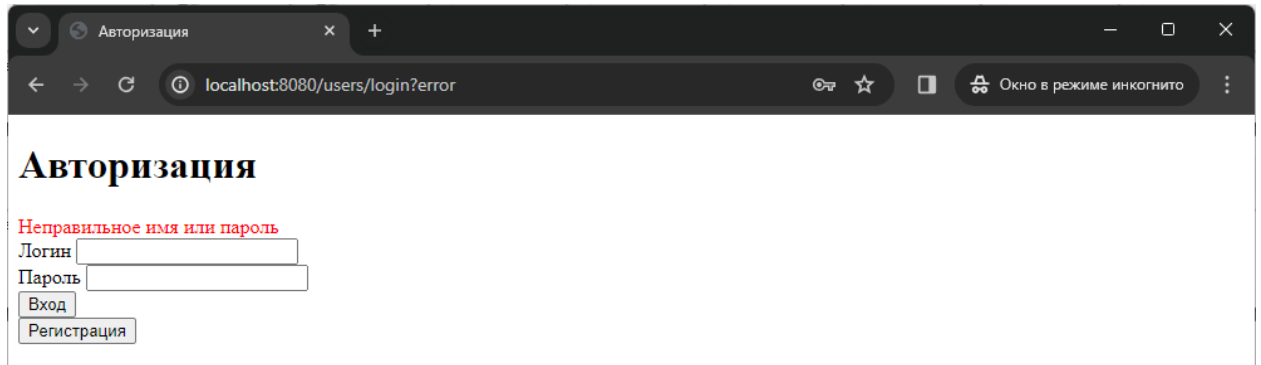 Авторизация
localhost:8080/users/login?error
Окно в режиме инкогнито
Авторизация
Неправильное имя или пароль
Логин
Пароль
Вход
Регистрация